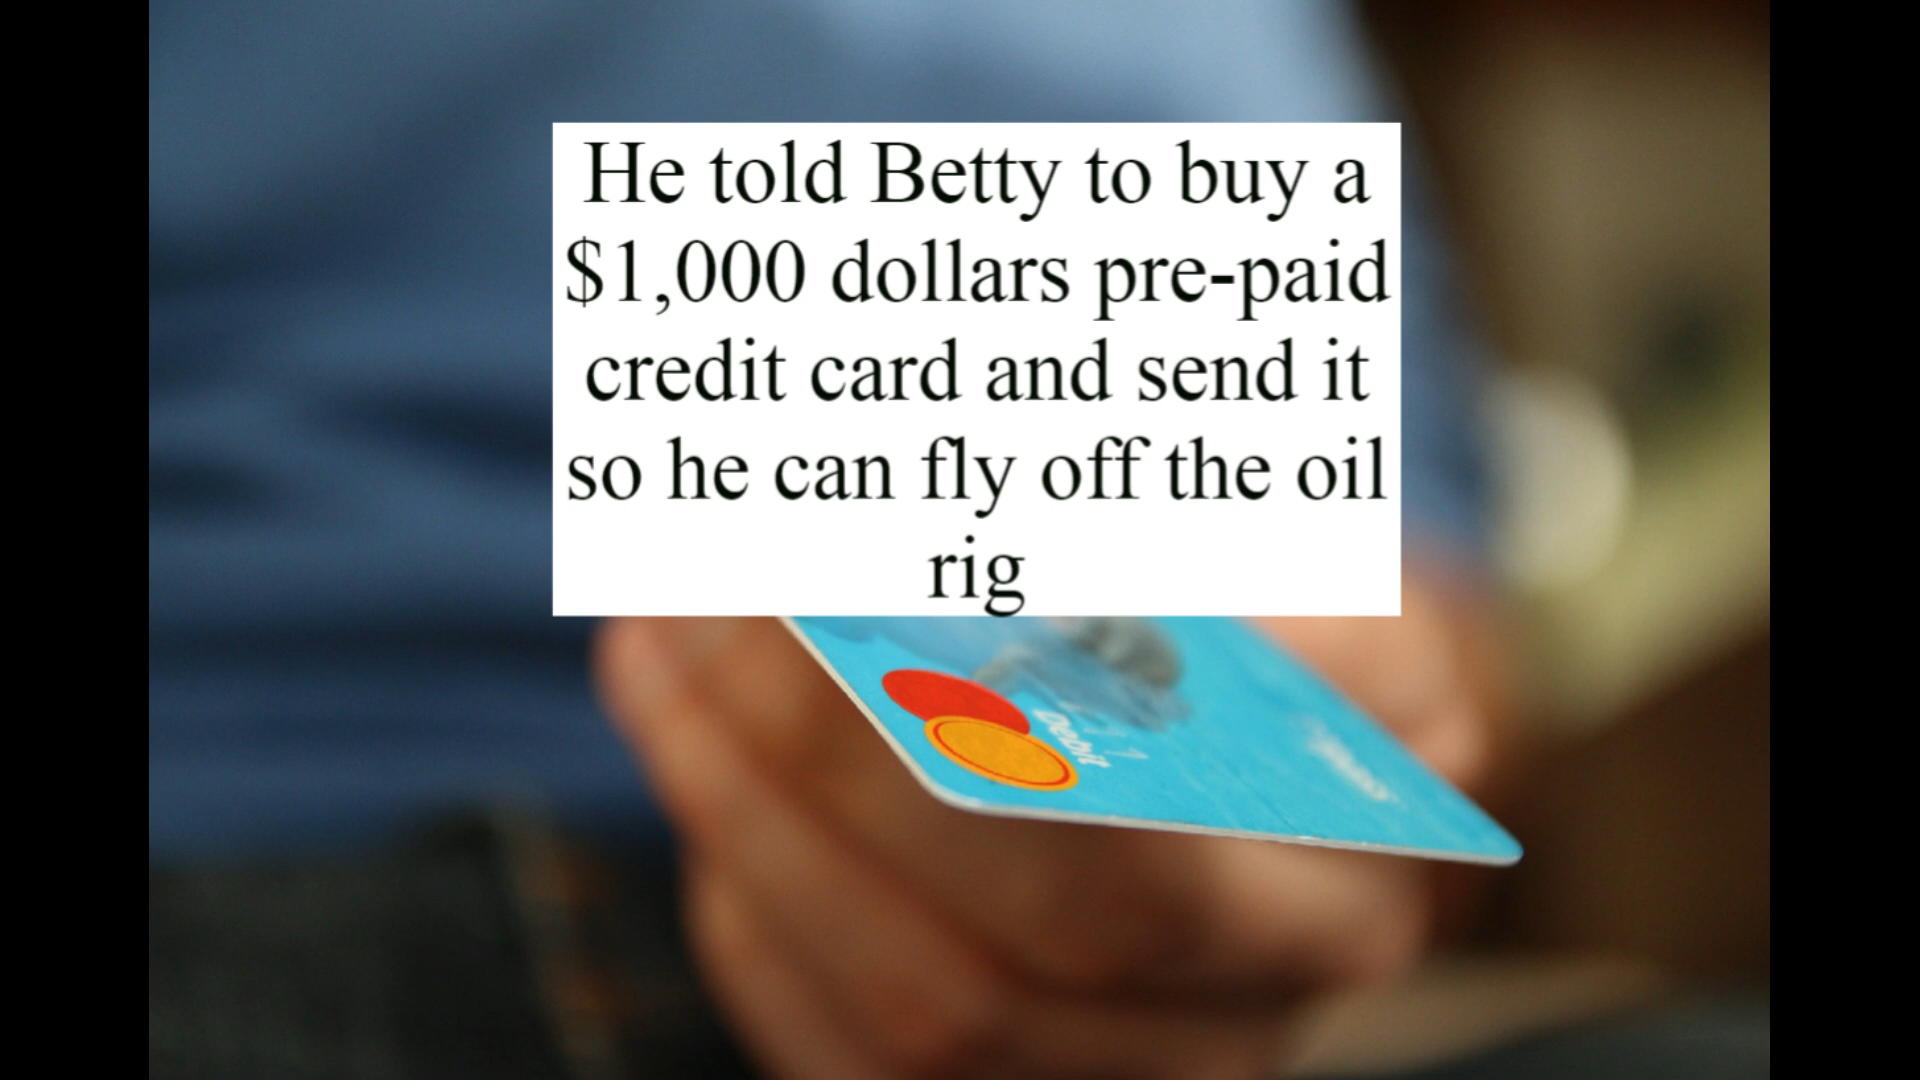 He told Betty to buy a
$1,000 dollars pre-paid
credit card and send it
so he can fly off the oil
rig
Debit